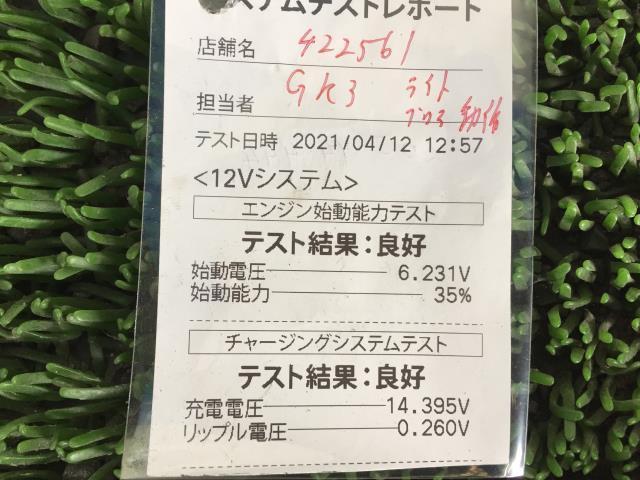 ステムテストレポート
店舗名 422561
担当者 GK3 ライト
テスト日時 2021/04/12 12:57
<12Vシステム>
エンジン始動能力テスト
テスト結果:良好
始動電圧 6.231V
始動能力 35%
チャージングシステムテスト
テスト結果:良好
充電電圧 14.395V
リップル電圧 0.260V